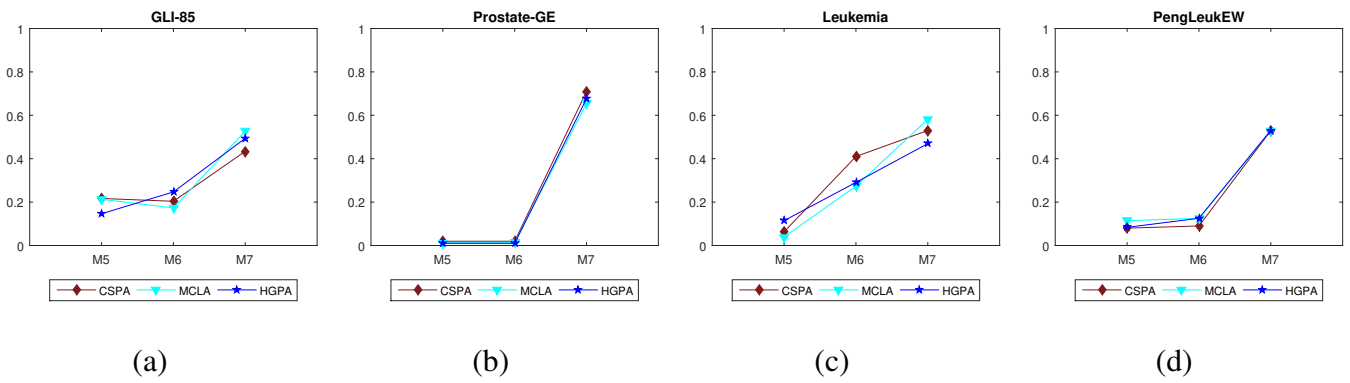 GLI-85
1
0.8
0.6
0.4
0.2
0
M5 M6 M7
CSPA MCLA HGPA
(a)
Prostate-GE
1
0.8
0.6
0.4
0.2
0
M5 M6 M7
CSPA MCLA HGPA
(b)
Leukemia
1
0.8
0.6
0.4
0.2
0
M5 M6 M7
CSPA MCLA HGPA
(c)
PengLeukEW
1
0.8
0.6
0.4
0.2
0
M5 M6 M7
CSPA MCLA HGPA
(d)